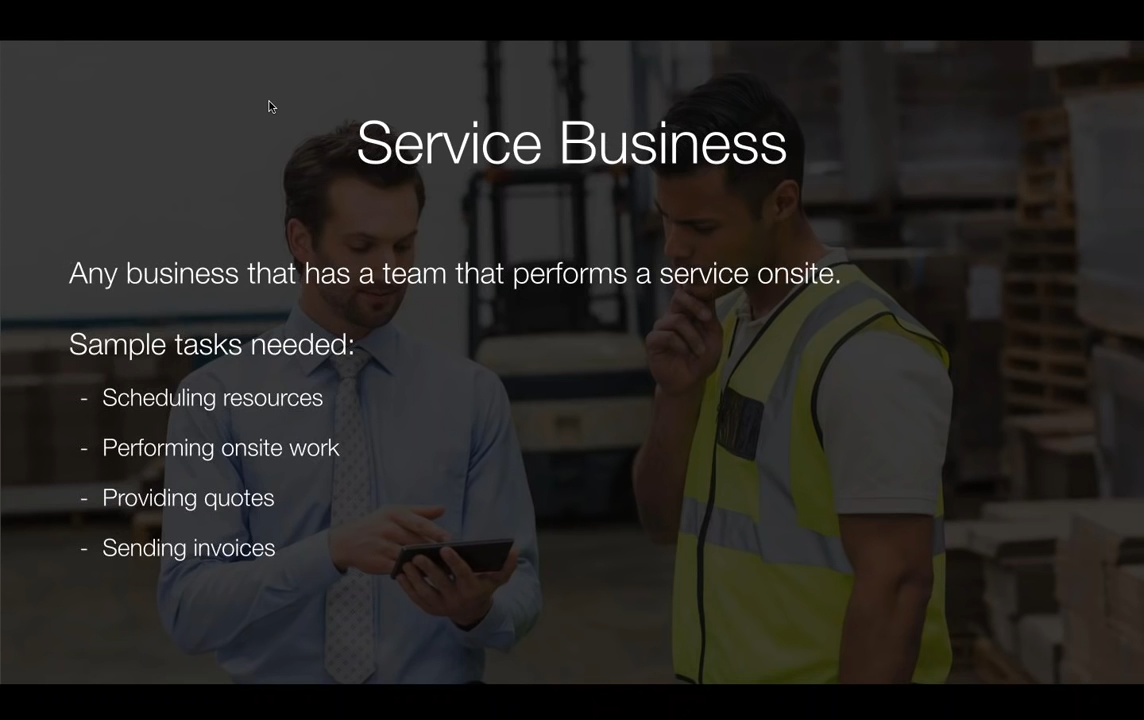 Service Business
Any business that has a team that performs a service onsite.
Sample tasks needed:
- Scheduling resources
- Performing onsite work
- Providing quotes
- Sending invoices